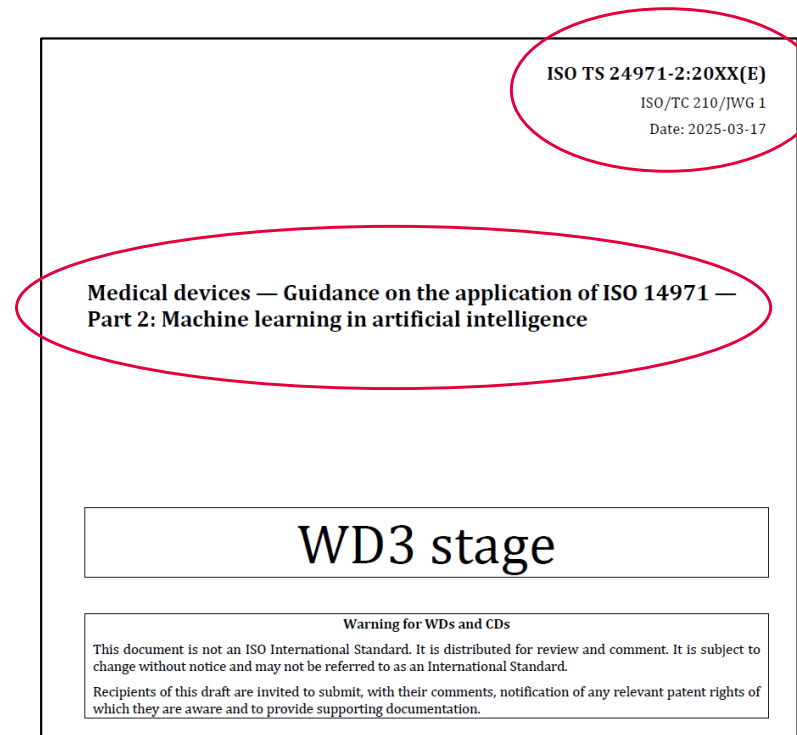 ISO TS 24971-2:20XX(E)
ISO/TC 210/JWG 1
Date: 2025-03-17
Medical devices — Guidance on the application of ISO 14971 —
Part 2: Machine learning in artificial intelligence
WD3 stage
Warning for WDs and CDs
This document is not an ISO International Standard. It is distributed for review and comment. It is subject to
change without notice and may not be referred to as an International Standard.
Recipients of this draft are invited to submit, with their comments, notification of any relevant patent rights of
which they are aware and to provide supporting documentation.